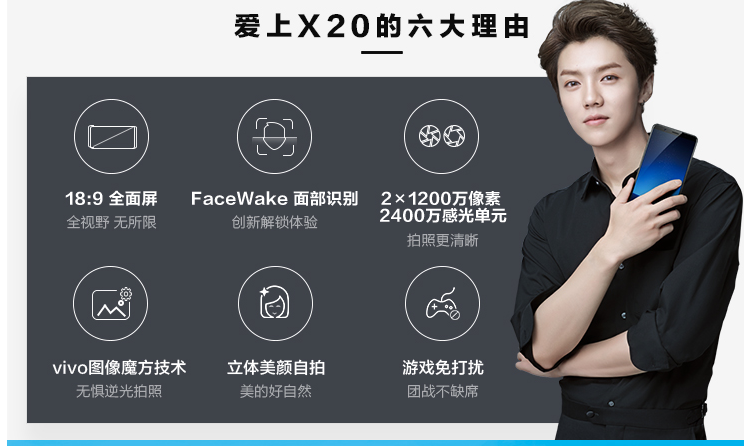 爱上X20的六大理由
18:9 全面屏
全视野 无所限
FaceWake 面部识别
创新解锁体验
2×1200万像素
2400万感光单元
拍照更清晰
vivo图像魔方技术
无惧逆光拍照
立体美颜自拍
美的好自然
游戏免打扰
团战不缺席